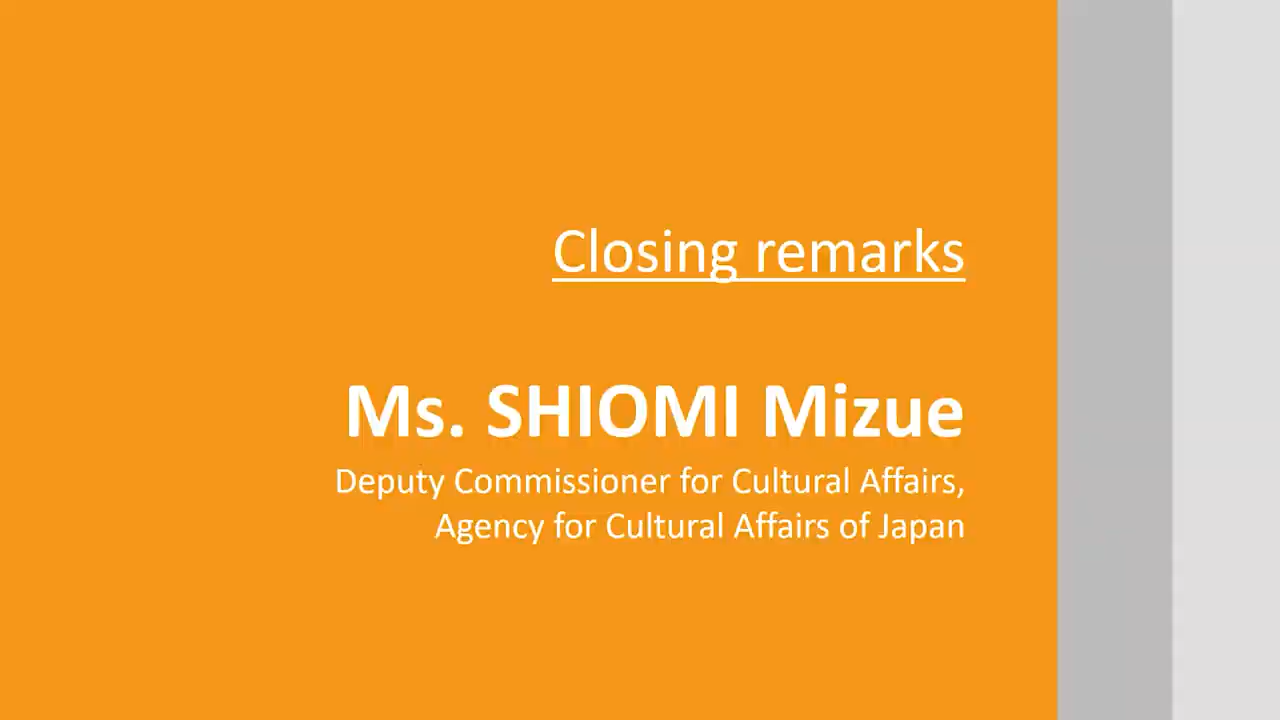 Closing remarks
Ms. SHIOMI Mizue
Deputy Commissioner for Cultural Affairs,
Agency for Cultural Affairs of Japan